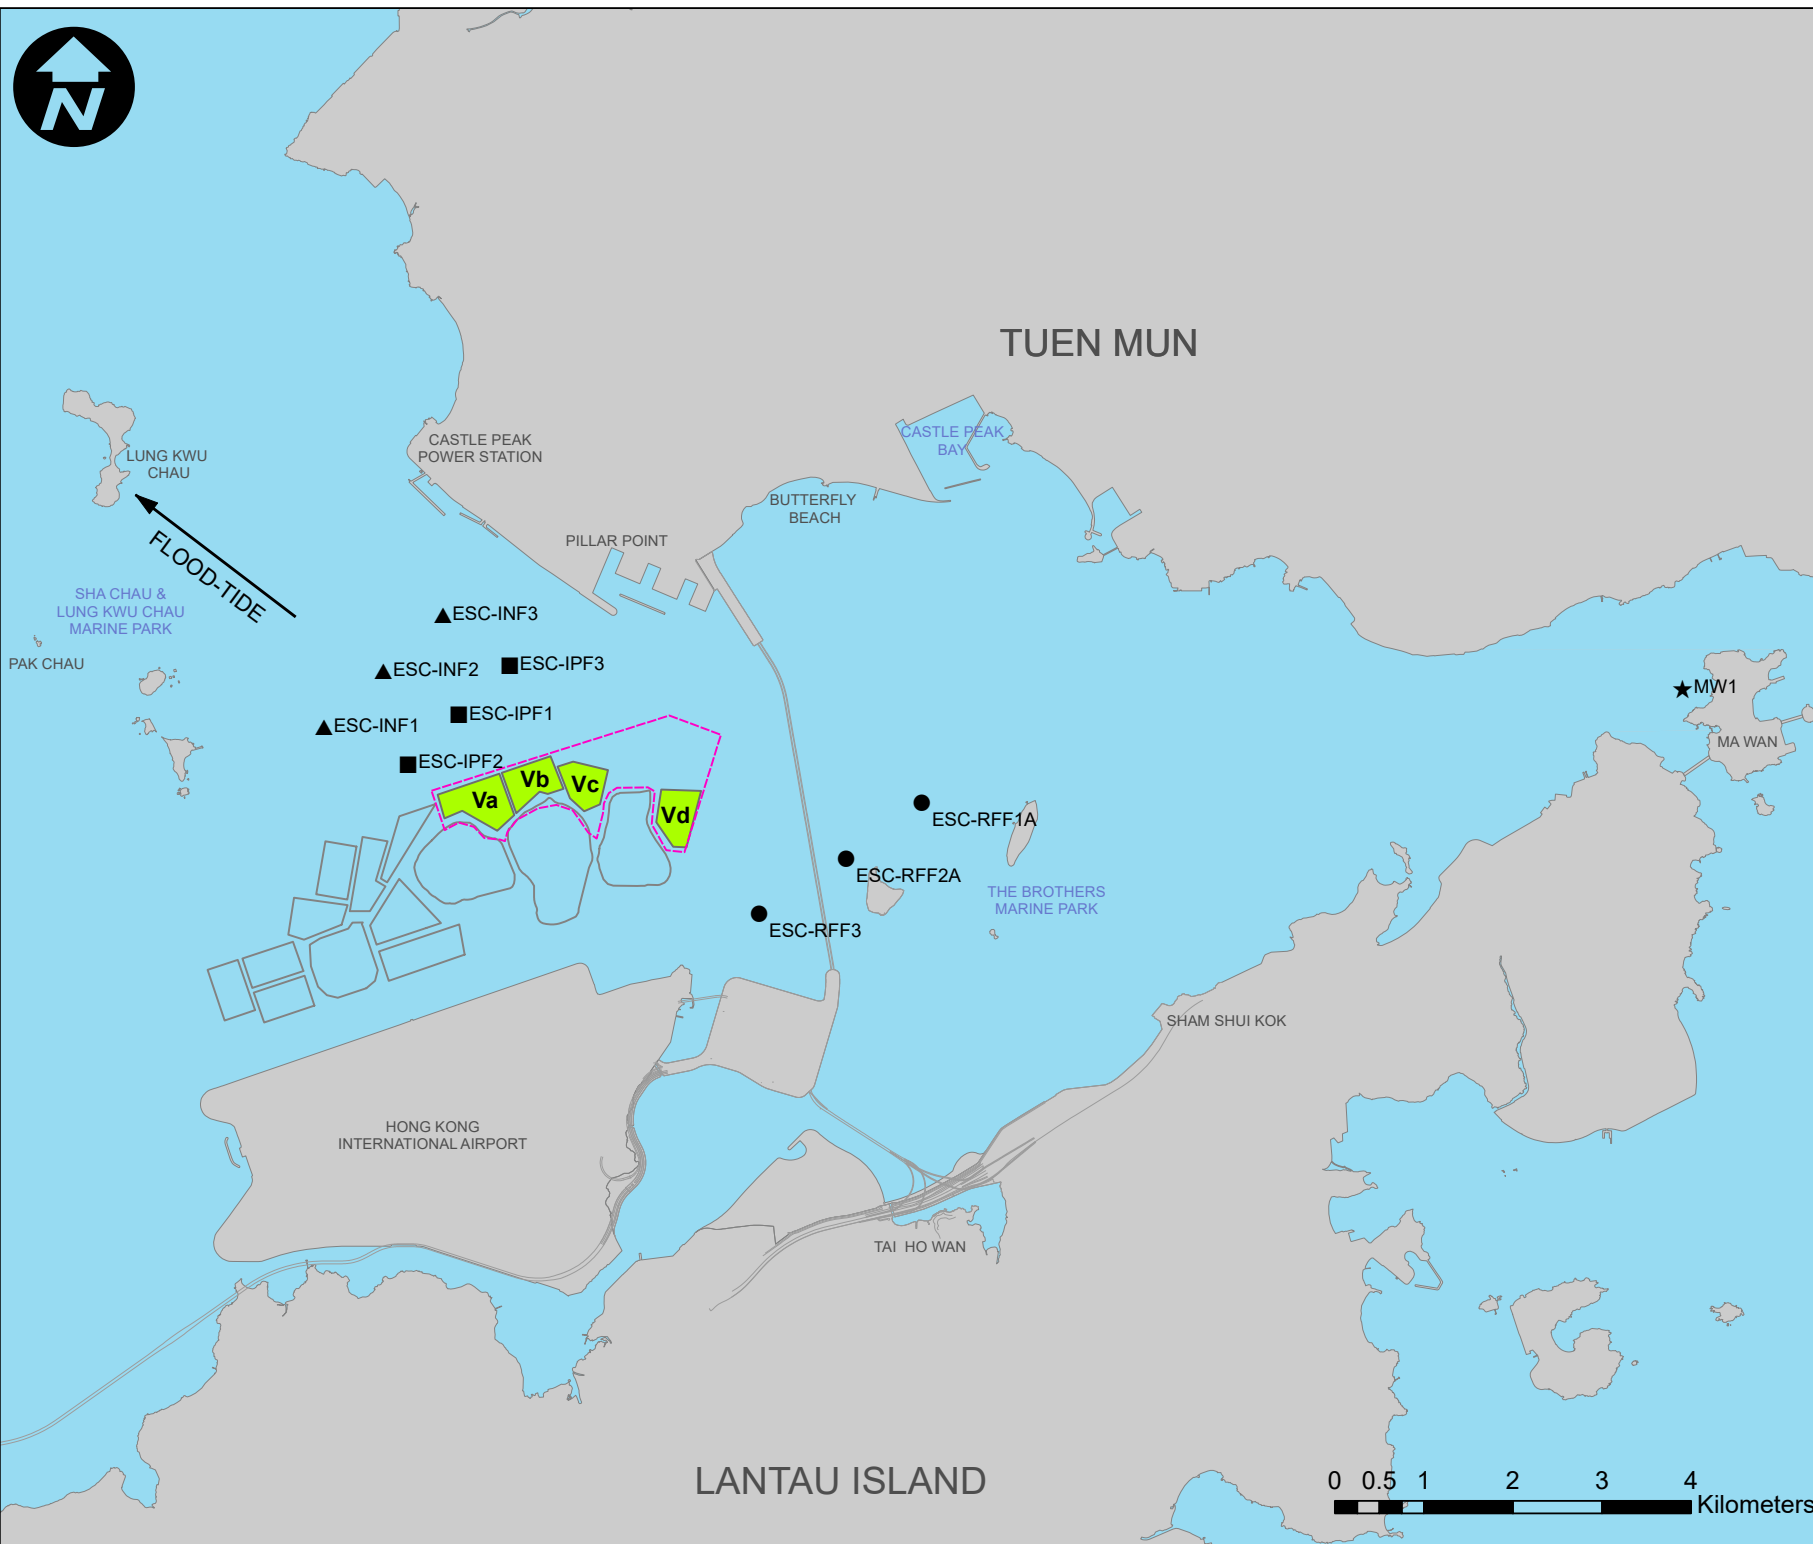 N
TUEN MUN
CASTLE PEAK
BAY
CASTLE PEAK
POWER STATION
LUNG KWU
CHAU
BUTTERFLY
BEACH
PILLAR POINT
FLOOD-TIDE
SHA CHAU &
LUNG KWU CHAU
MARINE PARK
PAK CHAU
ESC-INF3
ESC-INF2
ESC-IPF3
ESC-INF1
ESC-IPF1
ESC-IPF2
MW1
MA WAN
Va
Vb
Vc
Vd
ESC-RFF1A
ESC-RFF2A
THE BROTHERS
MARINE PARK
ESC-RFF3
SHAM SHUI KOK
HONG KONG
INTERNATIONAL AIRPORT
TAI HO WAN
LANTAU ISLAND
0 0.5 1 2 3 4
Kilometers